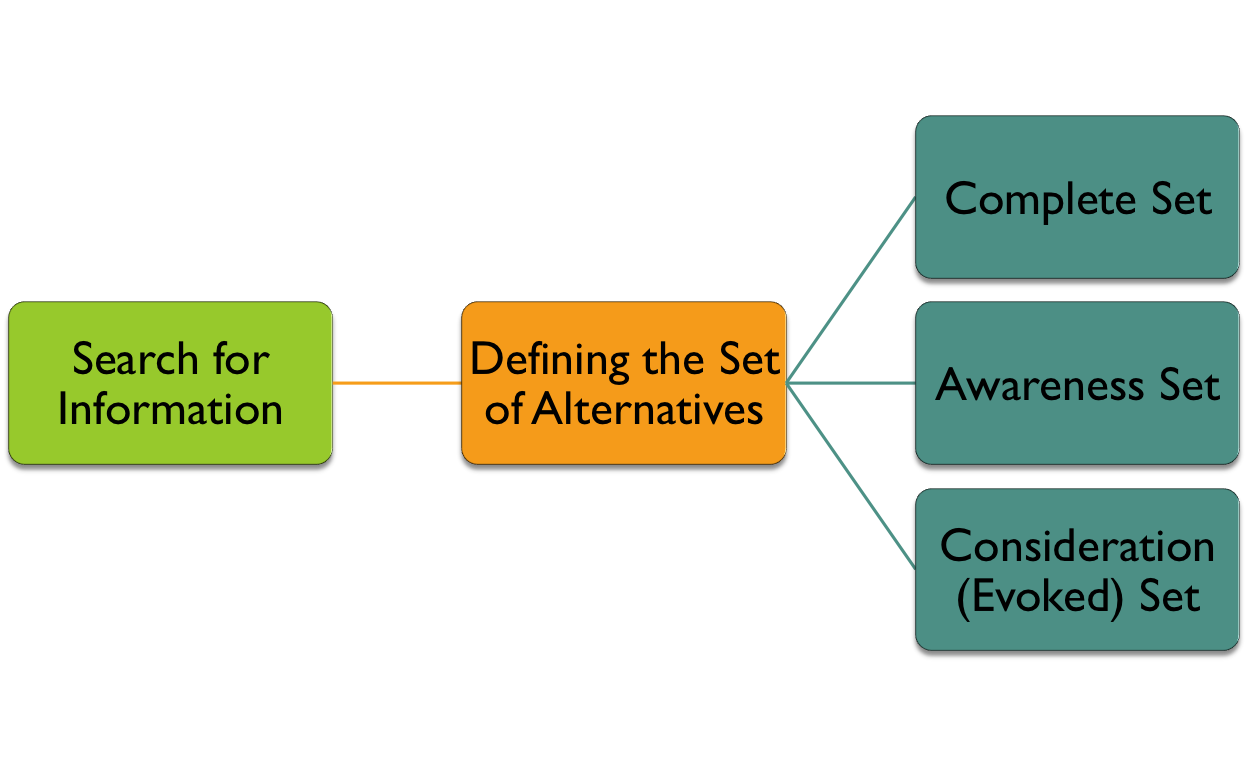 Search for
Information
Defining the Set
of Alternatives
Complete Set
Awareness Set
Consideration
(Evoked) Set